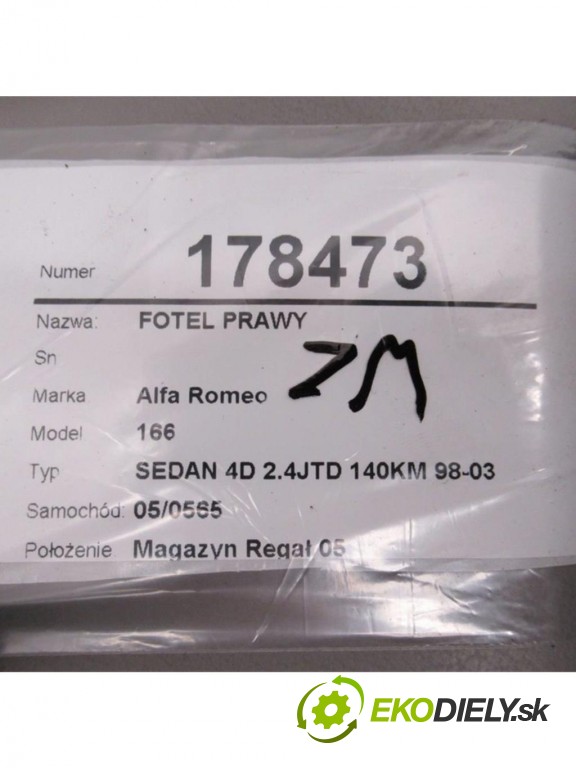 Numer 178473
Nazwa: FOTEL PRAWY
Sn
ZM
Marka Alfa Romeo
Model 166
Typ SEDAN 4D 2.4JTD 140KM 98-03
Samochód: 05/0565
Położenie Magazyn Regał 05
EKODIELY.sk